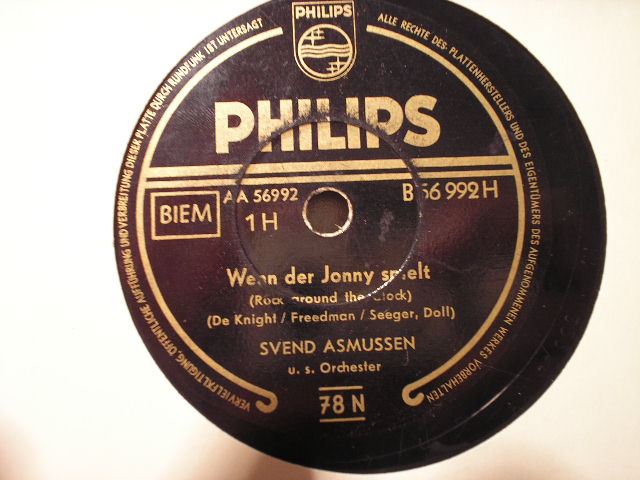 PHILIPS
ALLE RECHTE DES PLATTENHERSTELLERS UND DES EIGENTÜMERS DES AUFGENOMMENEN WERKES VORBEHALTEN
VERVIELFÄLTIGUNG, ÖFFENTLICHE AUFFÜHRUNG UND VERBREITUNG DIESER PLATTE DURCH RUNDFUNK IST UNTERSAGT
PHILIPS
BIEM
AA 56992
1 H
B 56 992 H
Wenn der Jonny spielt
(Rock around the Clock)
(De Knight / Freedman / Seeger, Doll)
SVEND ASMUSSEN
u. s. Orchester
78 N